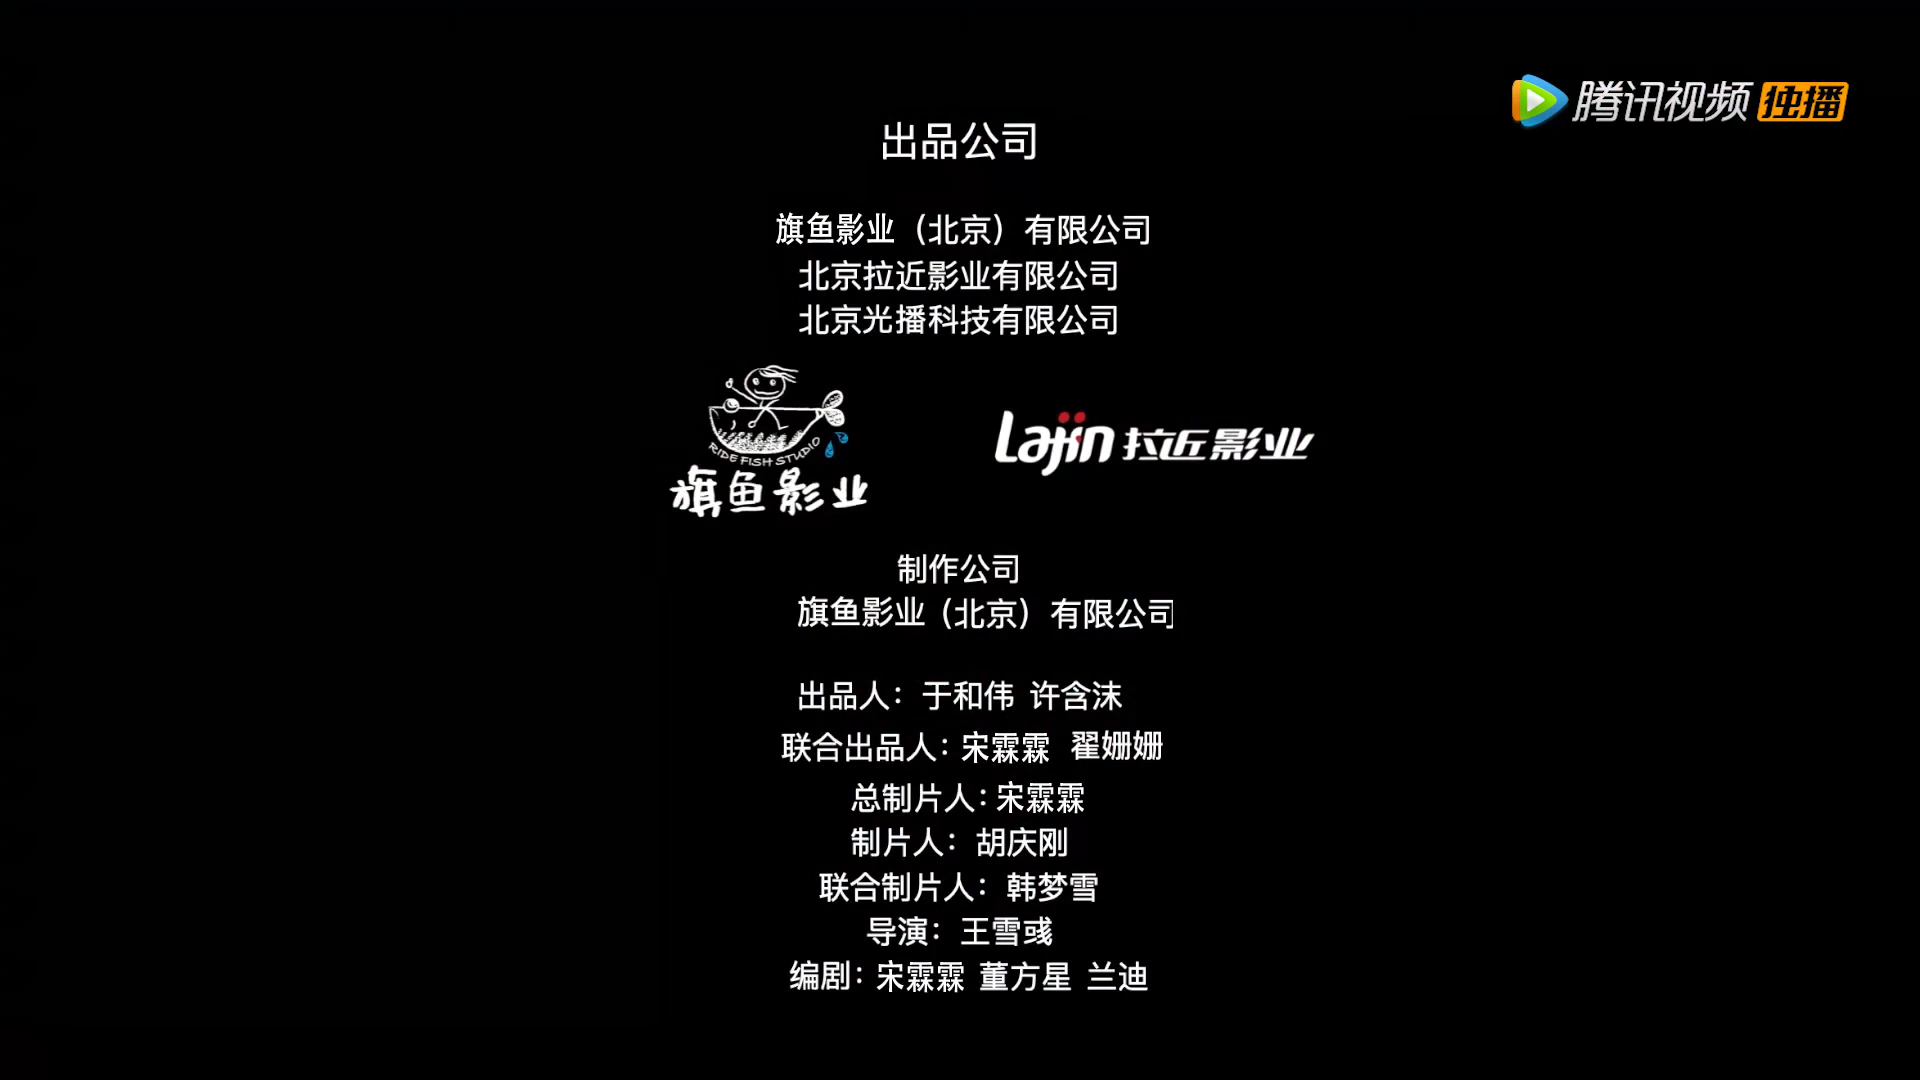 腾讯视频 独播
出品公司
旗鱼影业（北京）有限公司
北京拉近影业有限公司
北京光播科技有限公司
RIDE FISH STUDIO
旗鱼影业
Lajin 拉近影业
制作公司
旗鱼影业（北京）有限公司
出品人：于和伟 许含沫
联合出品人：宋霖霖 翟姗姗
总制片人：宋霖霖
制片人：胡庆刚
联合制片人：韩梦雪
导演：王雪彧
编剧：宋霖霖 董方星 兰迪